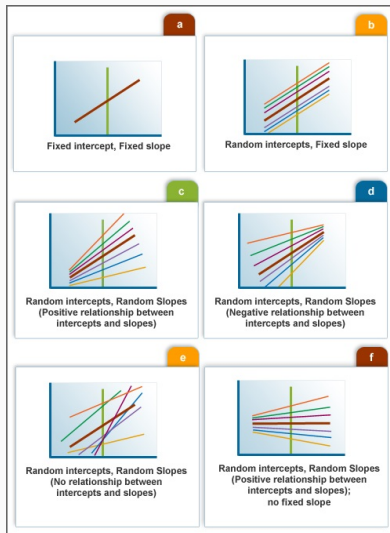 a
Fixed intercept, Fixed slope
b
Random intercepts, Fixed slope
c
Random intercepts, Random Slopes
(Positive relationship between
intercepts and slopes)
d
Random intercepts, Random Slopes
(Negative relationship between
intercepts and slopes)
e
Random intercepts, Random Slopes
(No relationship between
intercepts and slopes)
f
Random intercepts, Random Slopes
(Positive relationship between
intercepts and slopes);
no fixed slope